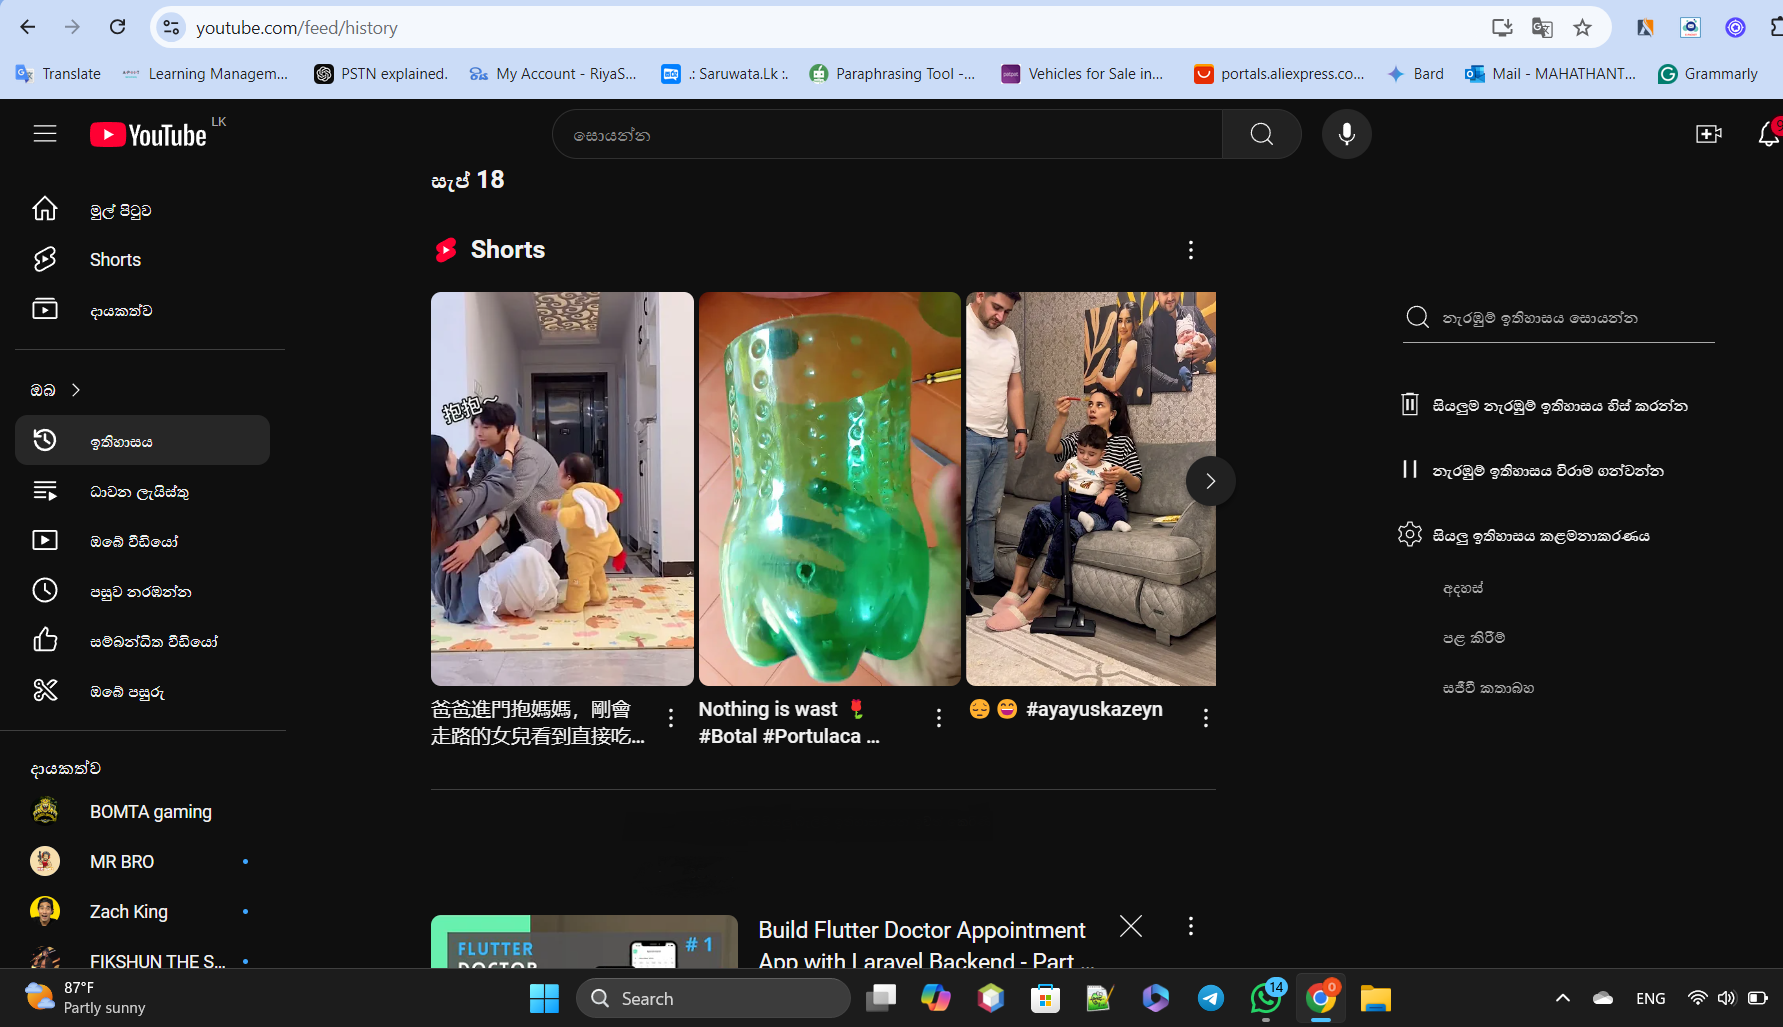 youtube.com/feed/history
Translate
Learning Managem...
PSTN explained.
My Account - RiyaS...
.: Saruwata.Lk :.
Paraphrasing Tool -...
Vehicles for Sale in...
portals.aliexpress.co...
Bard
Mail - MAHATHANT...
Grammarly
YouTube LK
සොයන්න
මුල් පිටුව
Shorts
දායකත්ව
ඔබ
ඉතිහාසය
ධාවන ලැයිස්තු
ඔබේ වීඩියෝ
පසුව නරඹන්න
සම්බන්ධිත වීඩියෝ
ඔබේ පසුරු
දායකත්ව
BOMTA gaming
MR BRO
Zach King
FIKSHUN THE S...
සැප් 18
Shorts
抱抱~
爸爸進門抱媽媽，剛會
走路的女兒看到直接吃...
Nothing is wast 🌷
#Botal #Portulaca ...
😔 😄 #ayayuskazeyn
FLUTTER
DOCTOR
# 1
Build Flutter Doctor Appointment
App with Laravel Backend - Part ...
නැරඹුම් ඉතිහාසය සොයන්න
සියලුම නැරඹුම් ඉතිහාසය හිස් කරන්න
නැරඹුම් ඉතිහාසය විරාම ගන්වන්න
සියලු ඉතිහාසය කළමනාකරණය
අදහස්
පළ කිරීම්
සජීවී කතාබහ
87°F
Partly sunny
Search
14
0
ENG